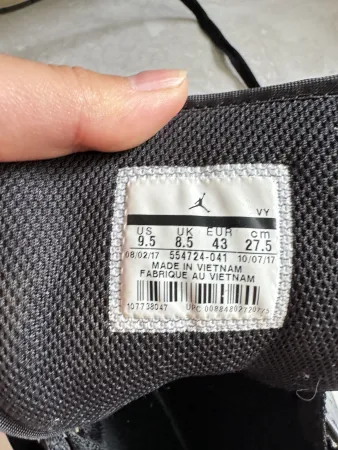 VY
US UK EUR cm
9.5 8.5 43 27.5
08/02/17 554724-041 10/07/17
MADE IN VIETNAM
FABRIQUE AU VIETNAM
UPC